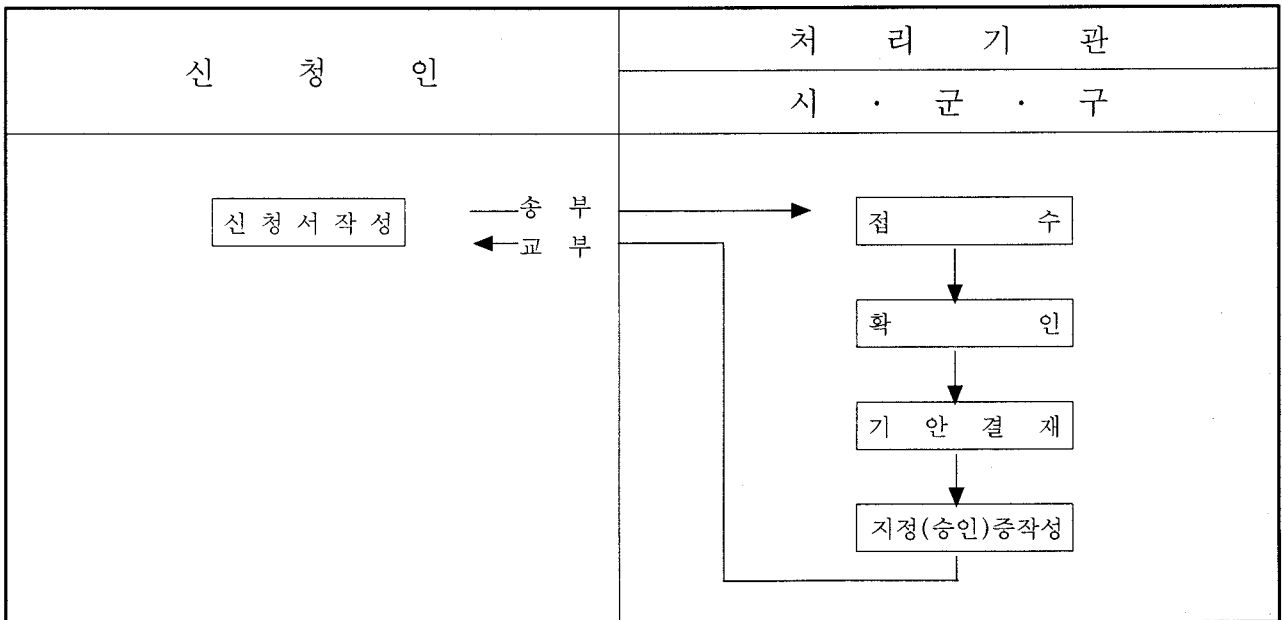 신 청 인
처 리 기 관
시 · 군 · 구
신 청 서 작 성
송 부
교 부
접 수
확 인
기 안 결 재
지정(승인)증작성